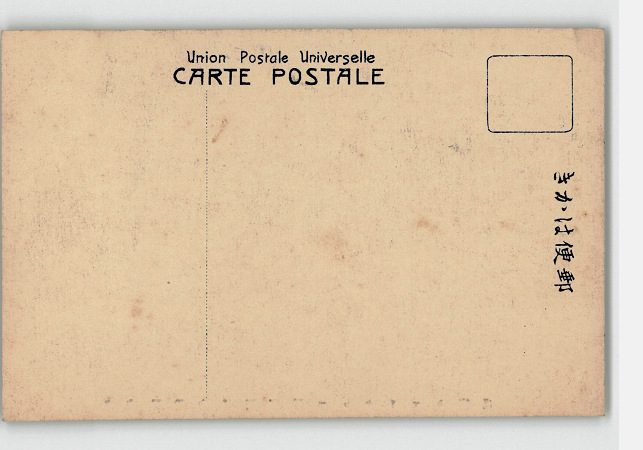 Union Postale Universelle
CARTE POSTALE
郵便はかき